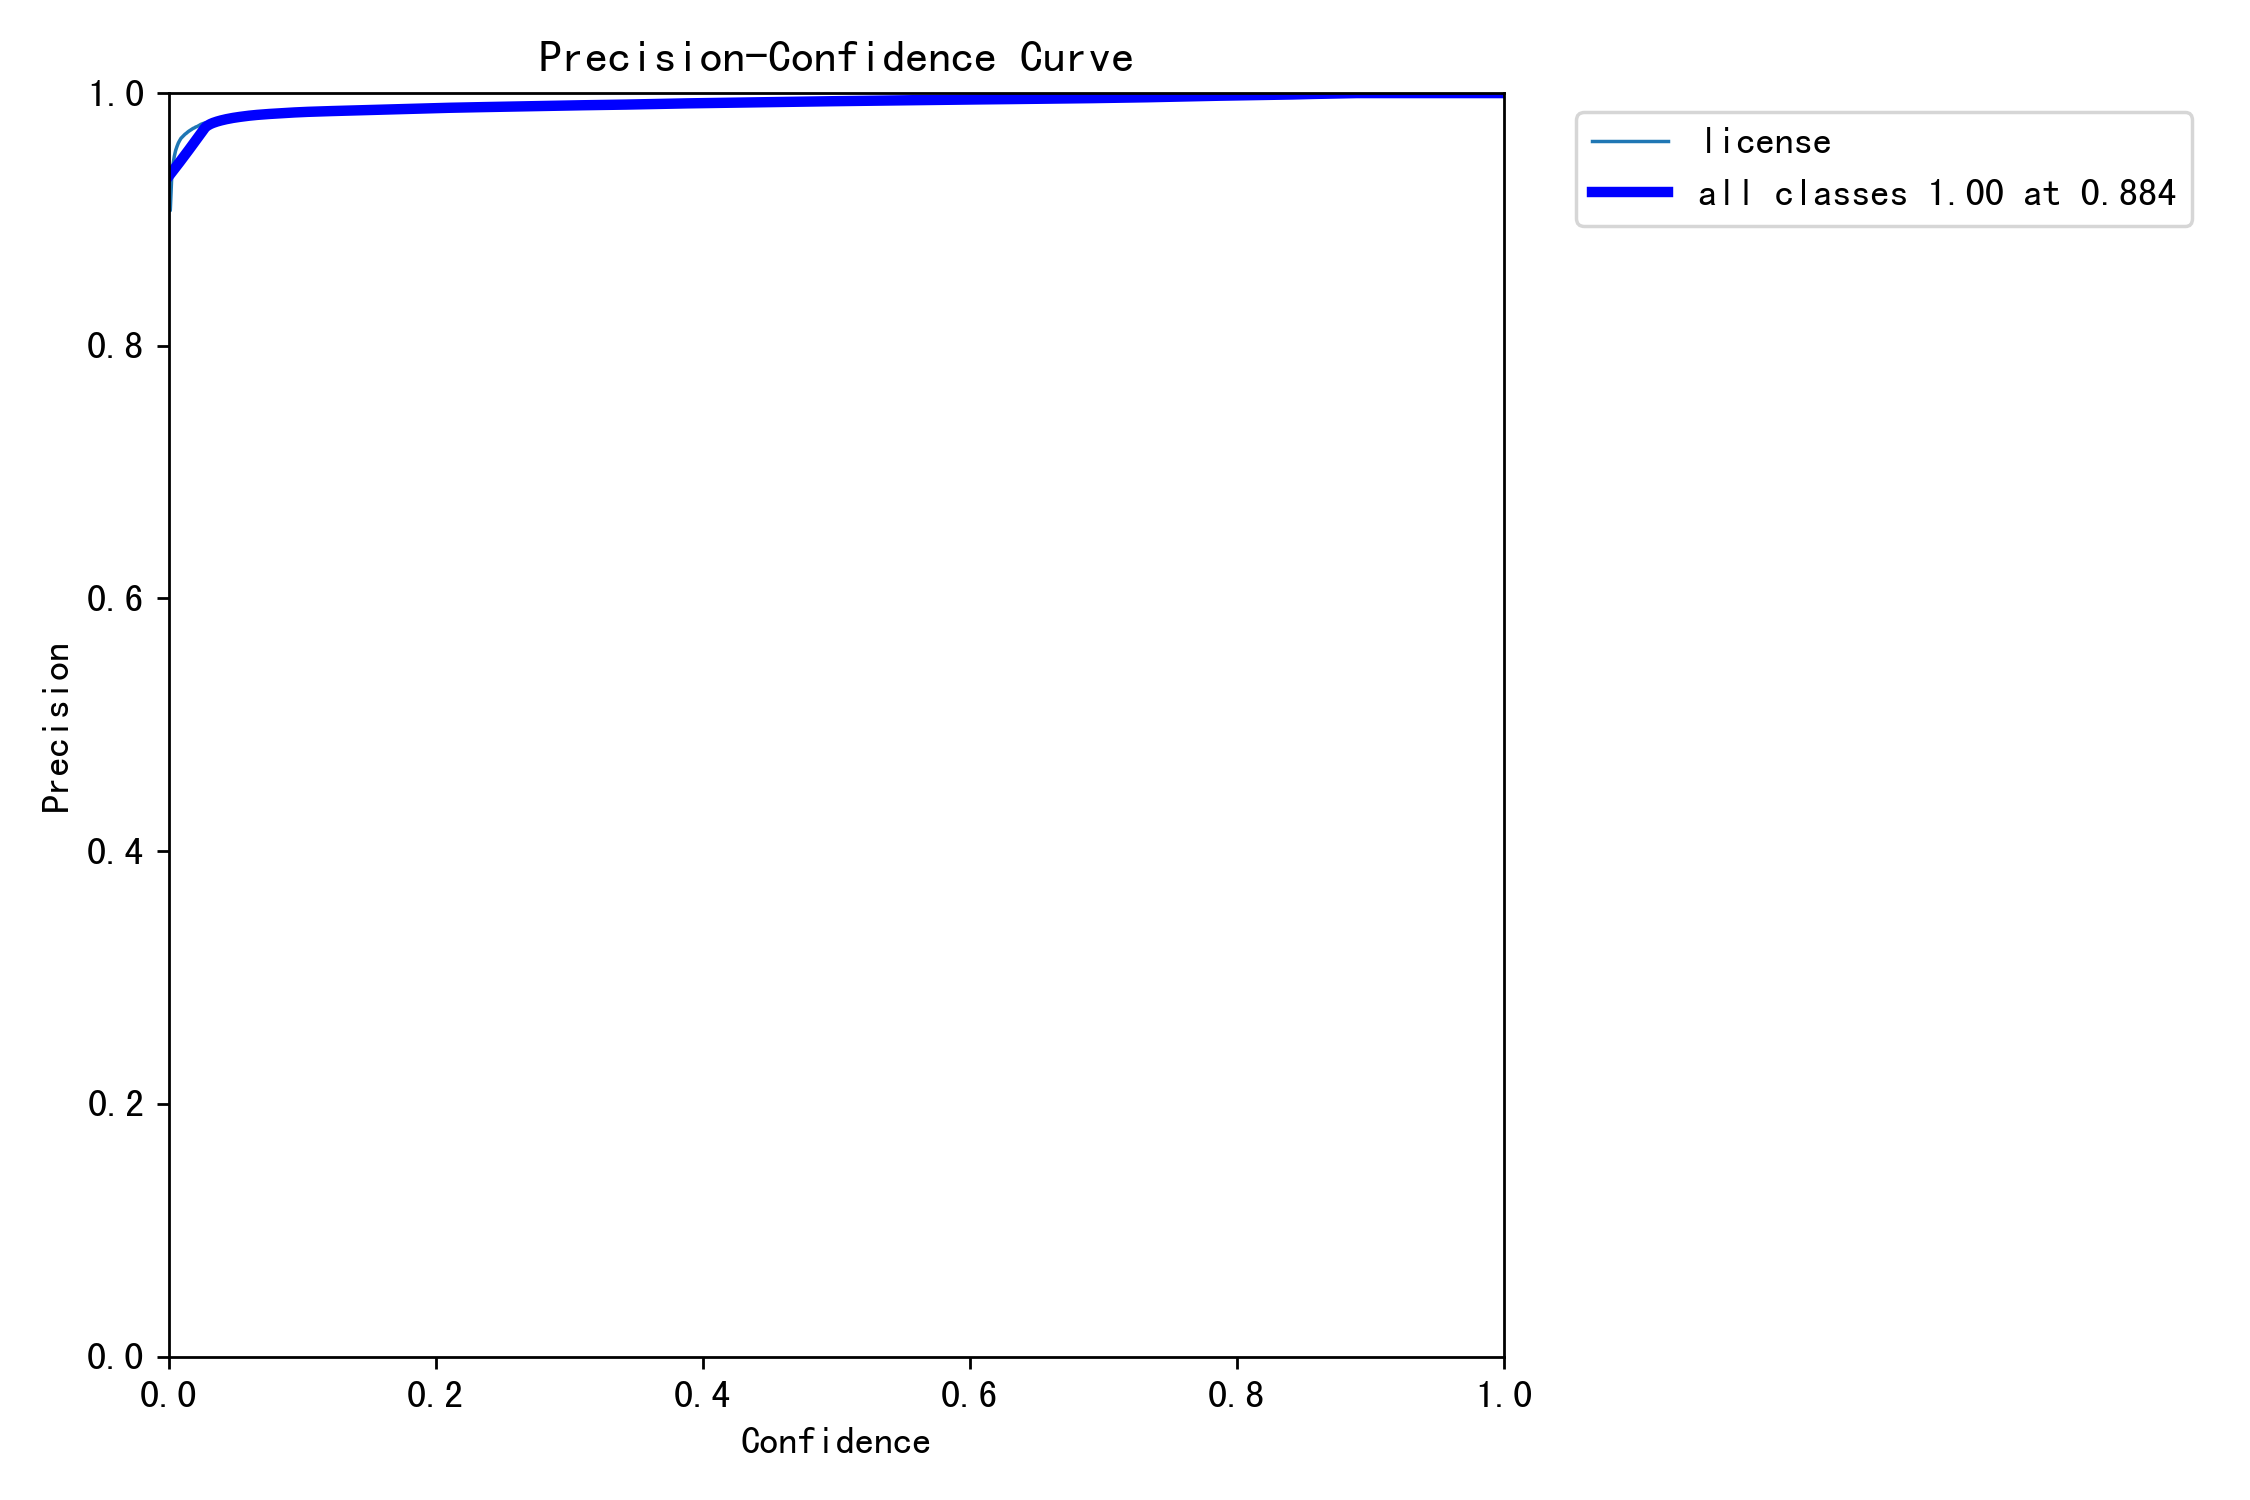 Precision-Confidence Curve
1.0
0.8
0.6
0.4
0.2
0.0
Precision
0.0 0.2 0.4 0.6 0.8 1.0
Confidence
license
all classes 1.00 at 0.884